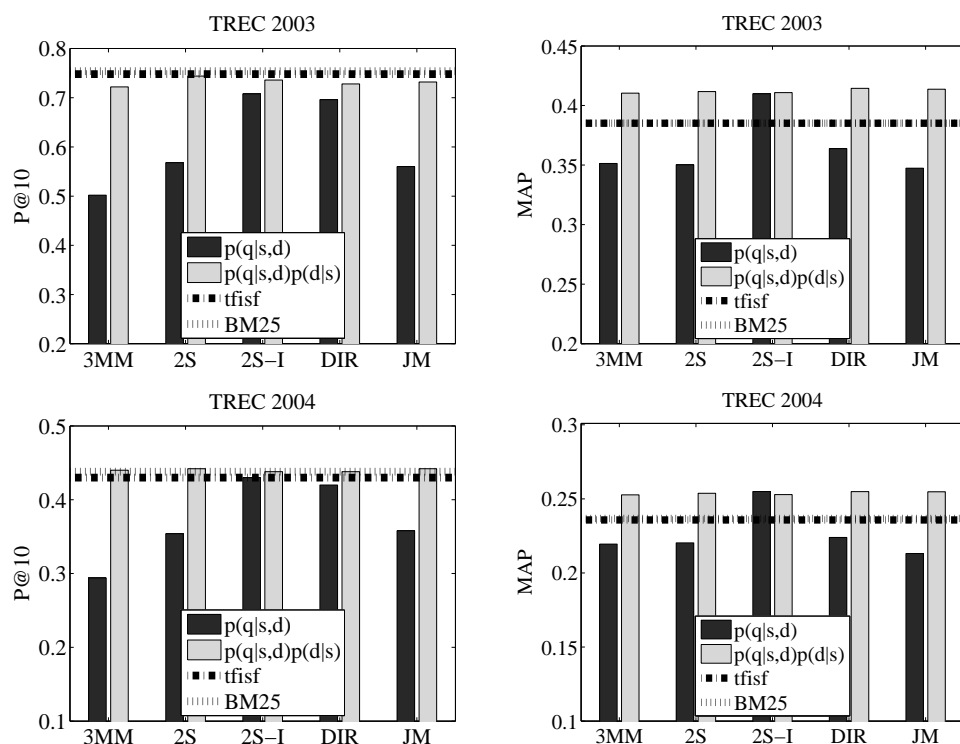 TREC 2003
P@10
0.8
0.7
0.6
0.5
0.4
0.3
0.2
p(q|s,d)
p(q|s,d)p(d|s)
tfisf
BM25
3MM 2S 2S-I DIR JM
TREC 2003
MAP
0.45
0.4
0.35
0.3
0.25
0.2
p(q|s,d)
p(q|s,d)p(d|s)
tfisf
BM25
3MM 2S 2S-I DIR JM
TREC 2004
P@10
0.5
0.4
0.3
0.2
0.1
p(q|s,d)
p(q|s,d)p(d|s)
tfisf
BM25
3MM 2S 2S-I DIR JM
TREC 2004
MAP
0.3
0.25
0.2
0.15
0.1
p(q|s,d)
p(q|s,d)p(d|s)
tfisf
BM25
3MM 2S 2S-I DIR JM